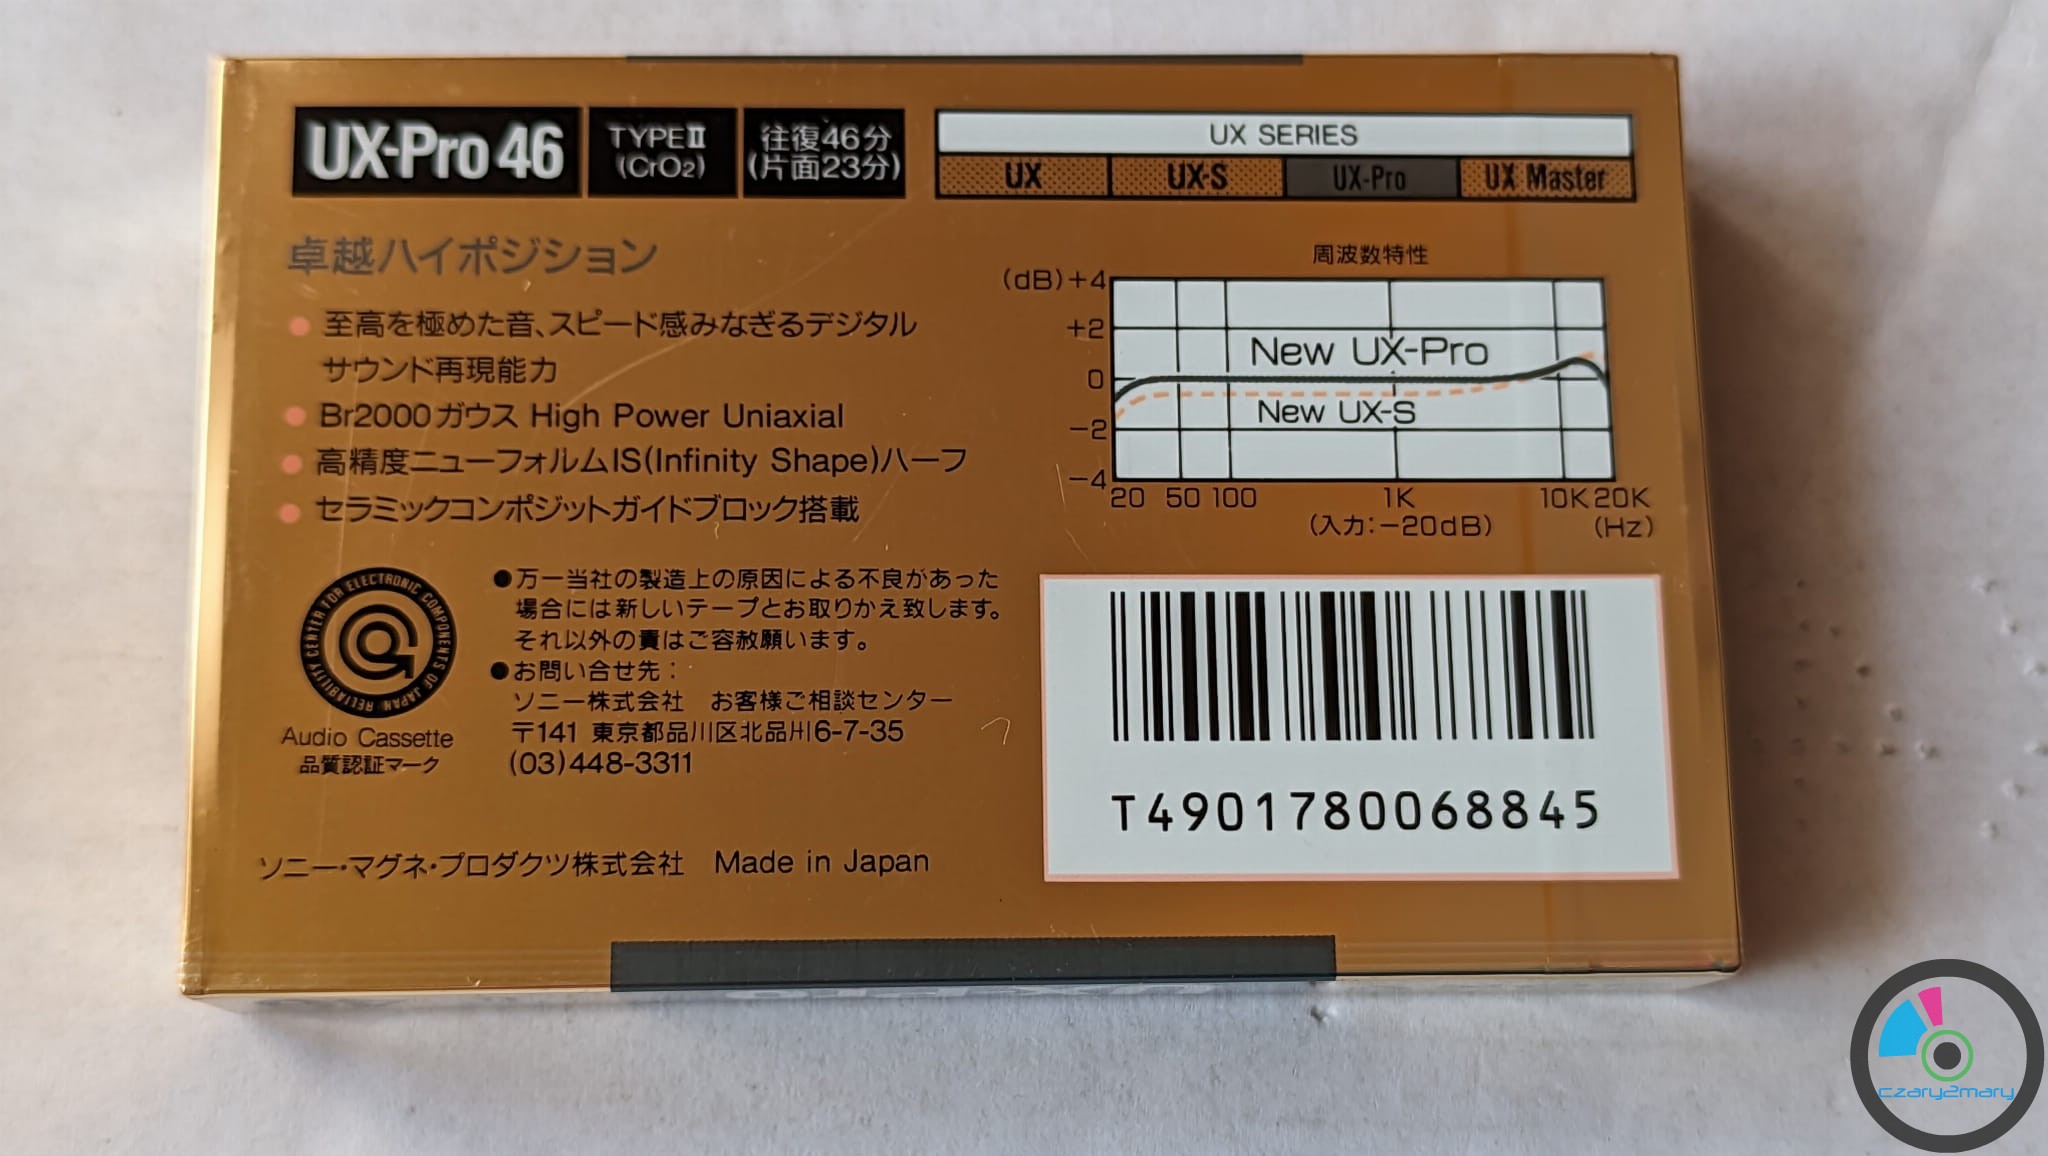 UX-Pro 46
TYPEⅡ
(CrO2)
往復46分
(片面23分)
UX SERIES
UX
UX-S
UX-Pro
UX Master
卓越ハイポジション
至高を極めた音、スピード感みなぎるデジタル
サウンド再現能力
Br2000ガウス High Power Uniaxial
高精度ニューフォルムIS(Infinity Shape)ハーフ
セラミックコンポジットガイドブロック搭載
周波数特性
(dB)+4
+2
0
-2
-4
New UX-Pro
New UX-S
20 50 100 1K 10K 20K
(入力:-20dB) (Hz)
RELIABILITY CENTER FOR ELECTRONIC COMPONENTS OF JAPAN
Audio Cassette
品質認証マーク
●万一当社の製造上の原因による不良があった
場合には新しいテープとお取りかえ致します。
それ以外の責はご容赦願います。
●お問い合せ先:
ソニー株式会社 お客様ご相談センター
〒141 東京都品川区北品川6-7-35
(03)448-3311
ソニー・マグネ・プロダクツ株式会社 Made in Japan
T4901780068845
czary2mary